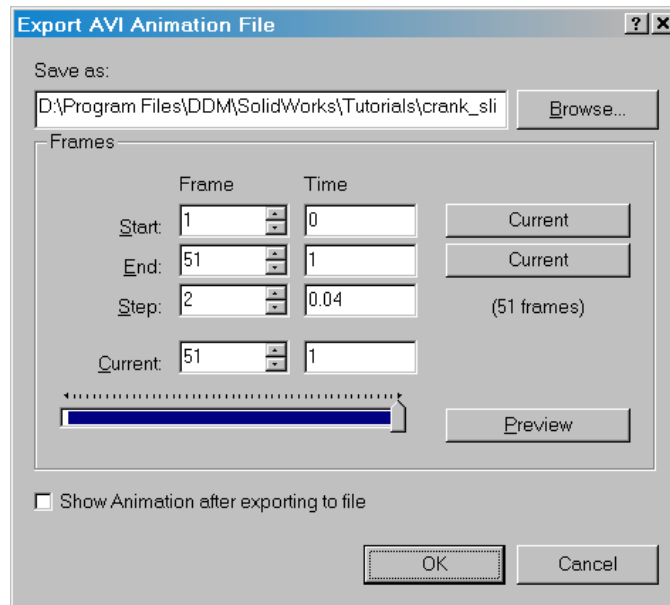 Export AVI Animation File
Save as:
D:\Program Files\DDM\SolidWorks\Tutorials\crank_sli
Browse...
Frames
Frame Time
Start: 1 0 Current
End: 51 1 Current
Step: 2 0.04 (51 frames)
Current: 51 1
Preview
Show Animation after exporting to file
OK Cancel